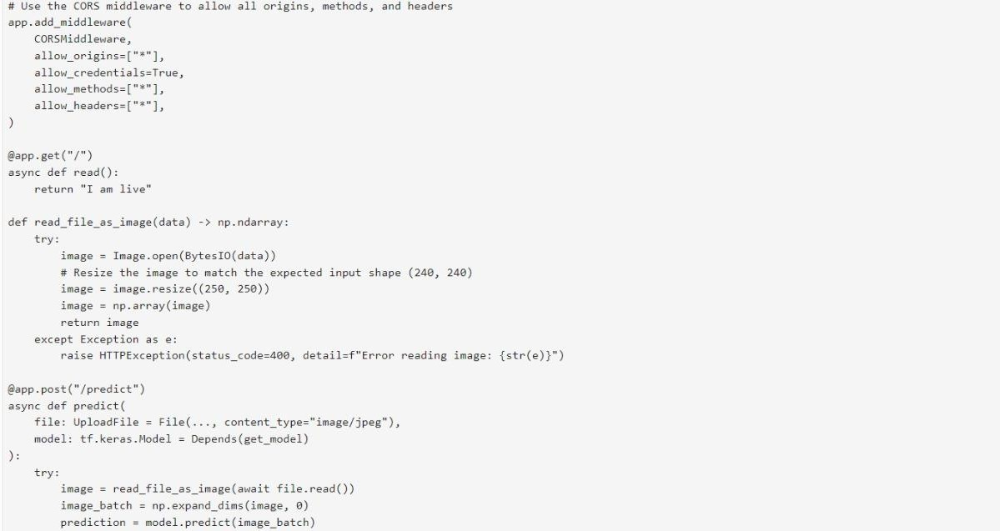 # Use the CORS middleware to allow all origins, methods, and headers
app.add_middleware(
    CORSMiddleware,
    allow_origins=["*"],
    allow_credentials=True,
    allow_methods=["*"],
    allow_headers=["*"],
)

@app.get("/")
async def read():
    return "I am live"

def read_file_as_image(data) -> np.ndarray:
    try:
        image = Image.open(BytesIO(data))
        # Resize the image to match the expected input shape (240, 240)
        image = image.resize((250, 250))
        image = np.array(image)
        return image
    except Exception as e:
        raise HTTPException(status_code=400, detail=f"Error reading image: {str(e)}")

@app.post("/predict")
async def predict(
    file: UploadFile = File(..., content_type="image/jpeg"),
    model: tf.keras.Model = Depends(get_model)
):
    try:
        image = read_file_as_image(await file.read())
        image_batch = np.expand_dims(image, 0)
        prediction = model.predict(image_batch)